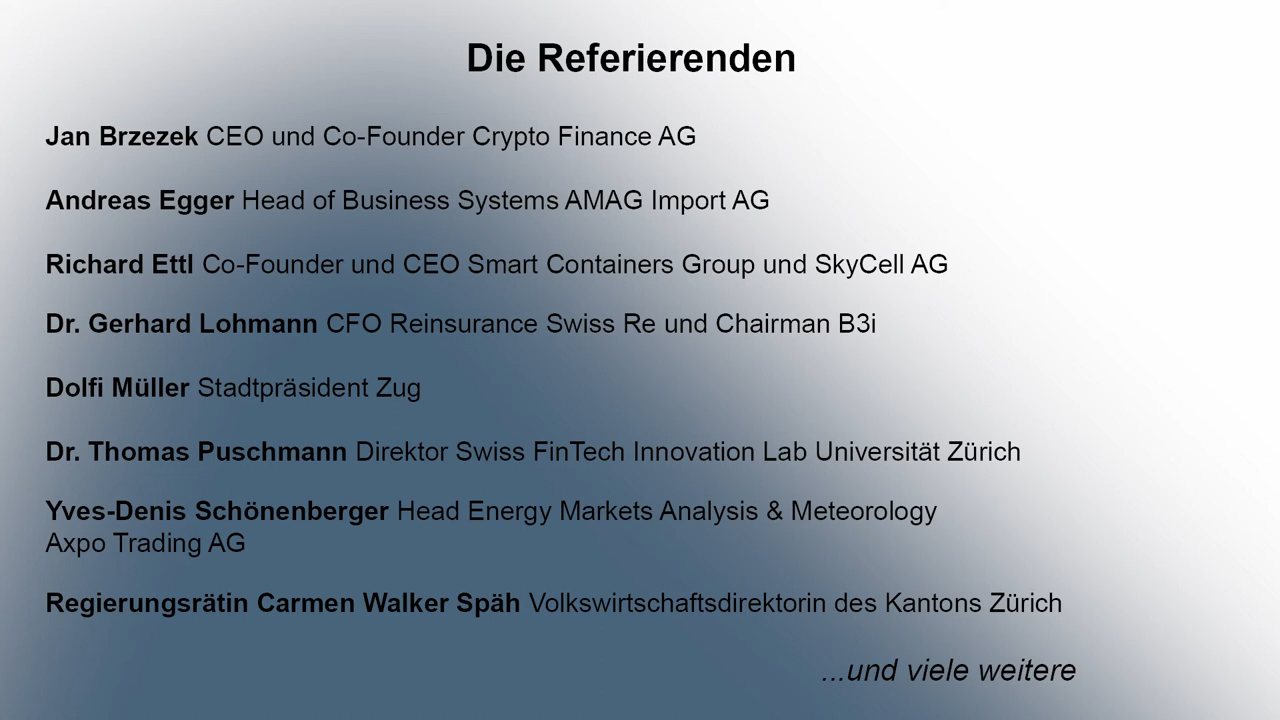 Die Referierenden
Jan Brzezek CEO und Co-Founder Crypto Finance AG
Andreas Egger Head of Business Systems AMAG Import AG
Richard Ettl Co-Founder und CEO Smart Containers Group und SkyCell AG
Dr. Gerhard Lohmann CFO Reinsurance Swiss Re und Chairman B3i
Dolfi Müller Stadtpräsident Zug
Dr. Thomas Puschmann Direktor Swiss FinTech Innovation Lab Universität Zürich
Yves-Denis Schönenberger Head Energy Markets Analysis & Meteorology
Axpo Trading AG
Regierungsrätin Carmen Walker Späh Volkswirtschaftsdirektorin des Kantons Zürich
...und viele weitere